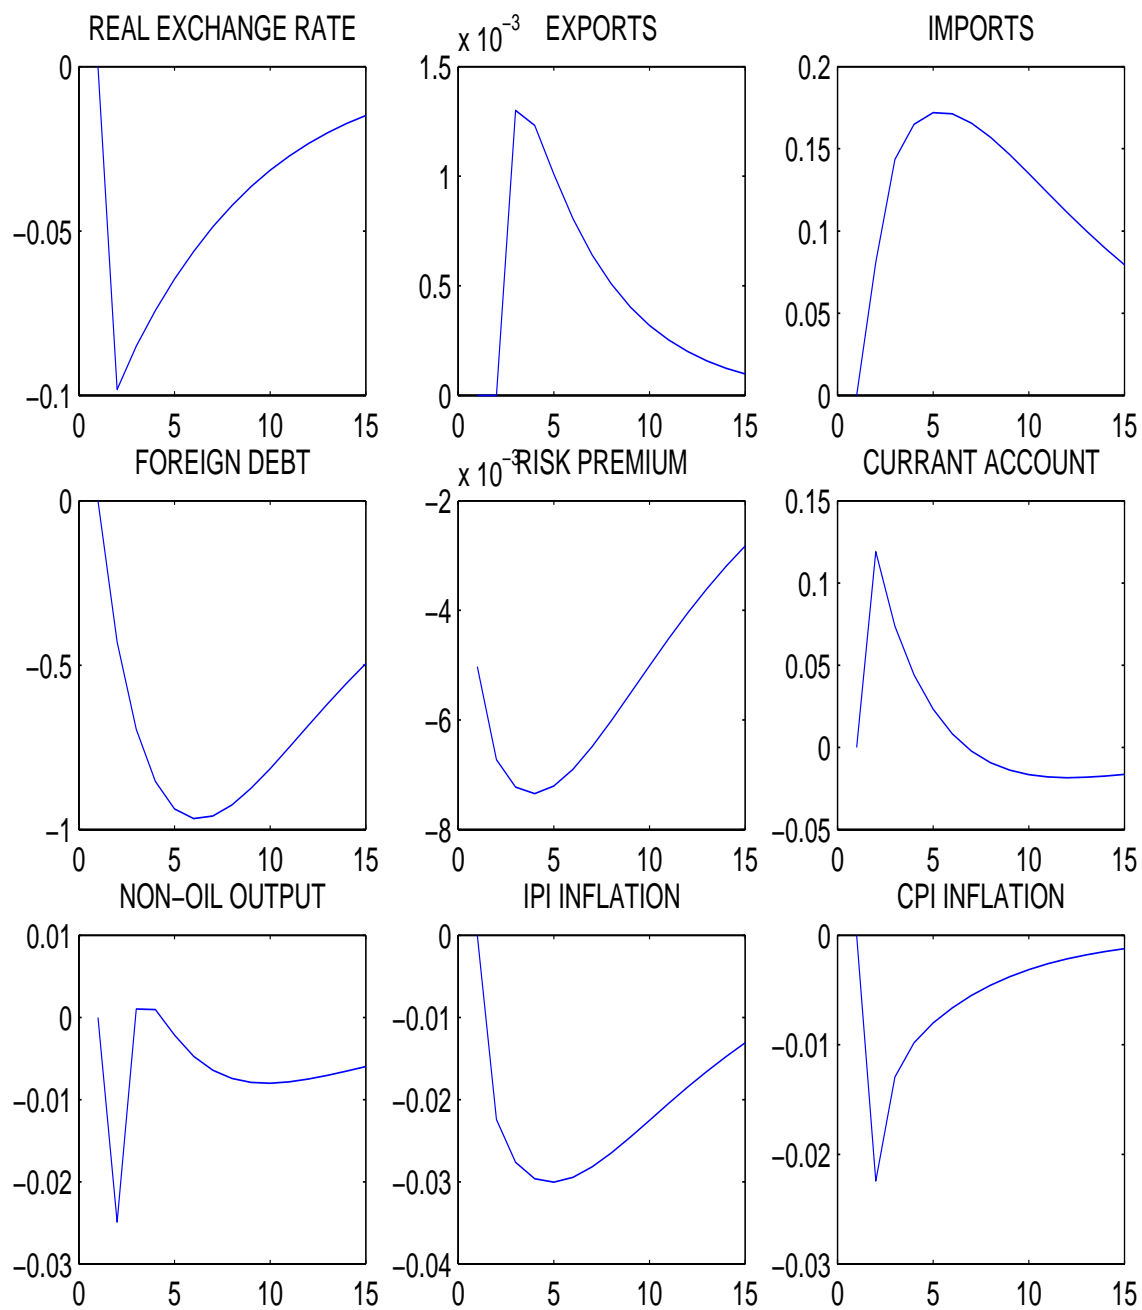 REAL EXCHANGE RATE
x 10^-3 EXPORTS
IMPORTS
0
−0.05
−0.1
0 5 10 15
1.5
1
0.5
0
0 5 10 15
0.2
0.15
0.1
0.05
0
0 5 10 15
FOREIGN DEBT
x 10^-3 RISK PREMIUM
CURRANT ACCOUNT
0
−0.5
−1
0 5 10 15
−2
−4
−6
−8
0 5 10 15
0.15
0.1
0.05
0
−0.05
0 5 10 15
NON−OIL OUTPUT
IPI INFLATION
CPI INFLATION
0.01
0
−0.01
−0.02
−0.03
0 5 10 15
0
−0.01
−0.02
−0.03
−0.04
0 5 10 15
0
−0.01
−0.02
−0.03
0 5 10 15